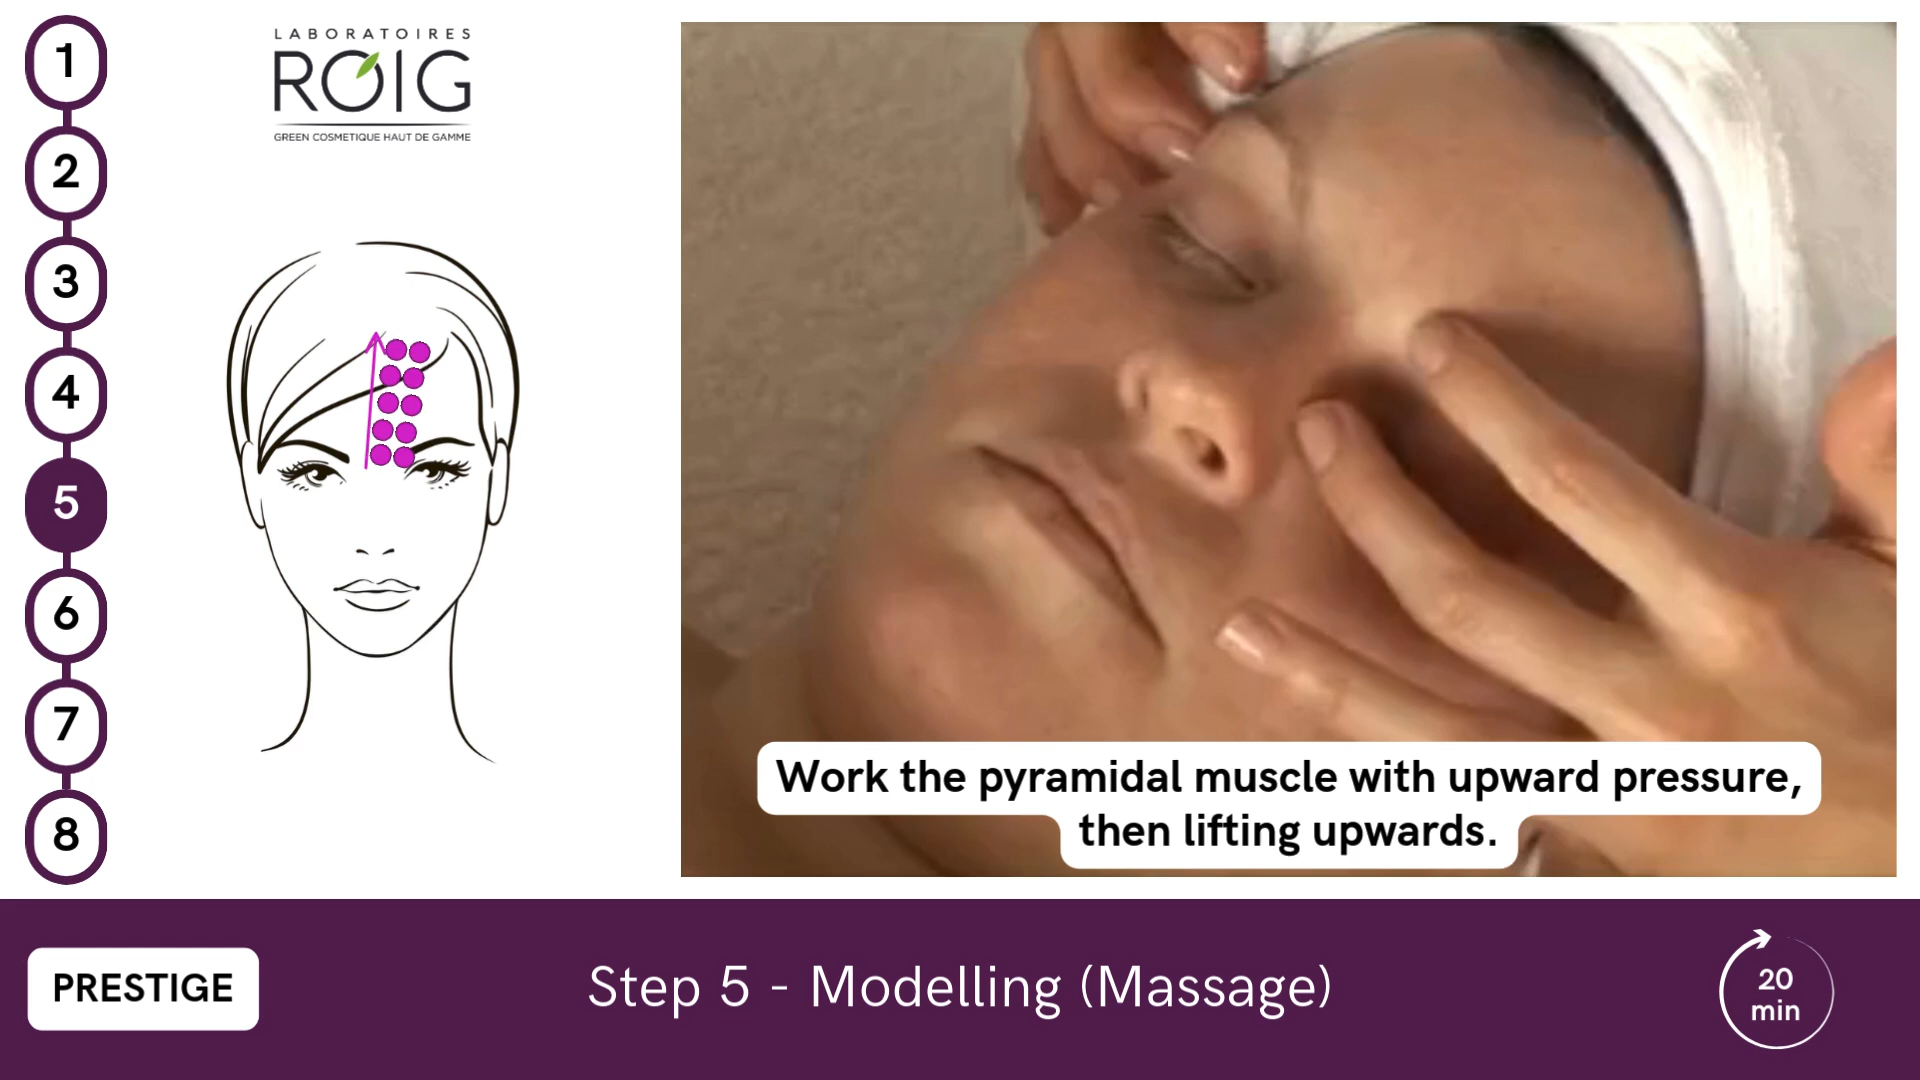 1
2
3
4
5
6
7
8
LABORATOIRES
ROIG
GREEN COSMETIQUE HAUT DE GAMME
Work the pyramidal muscle with upward pressure,
then lifting upwards.
PRESTIGE
Step 5 - Modelling (Massage)
20
min